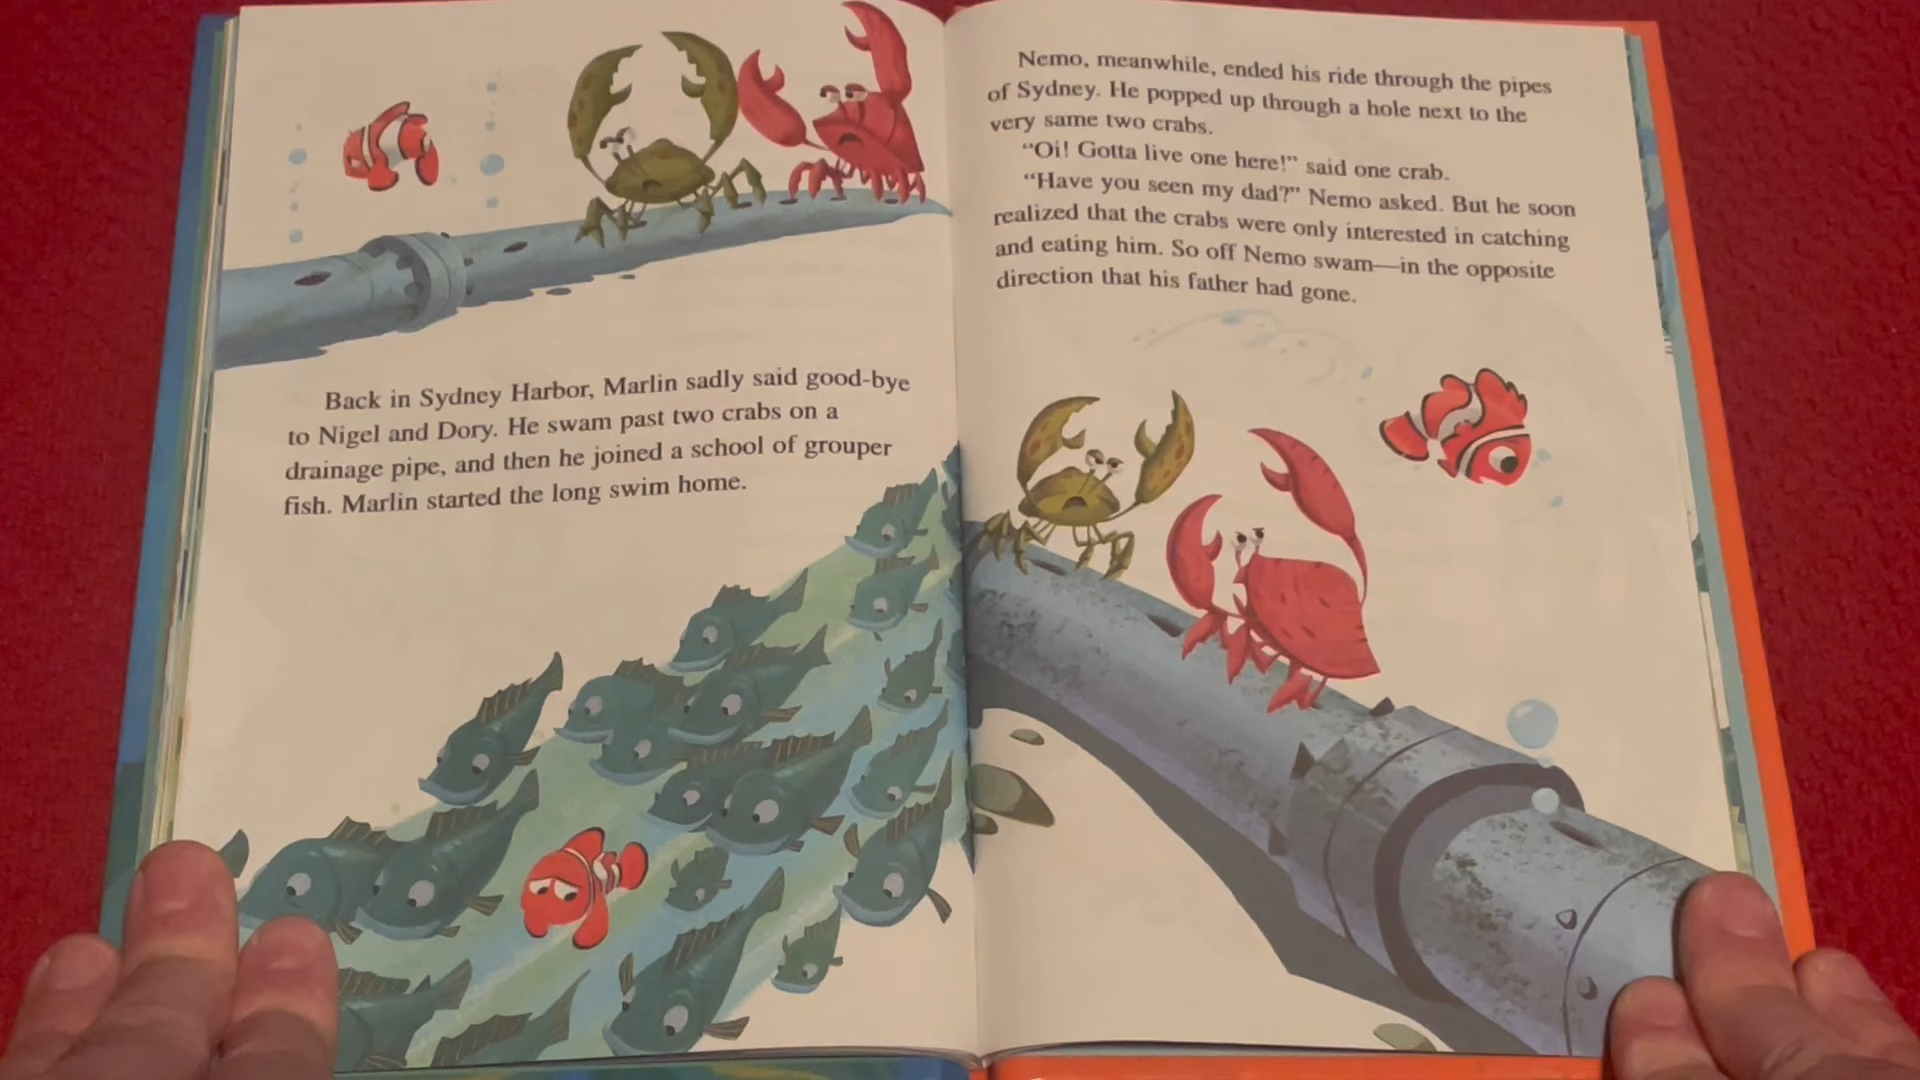 Back in Sydney Harbor, Marlin sadly said good-bye
to Nigel and Dory. He swam past two crabs on a
drainage pipe, and then he joined a school of grouper
fish. Marlin started the long swim home.
Nemo, meanwhile, ended his ride through the pipes
of Sydney. He popped up through a hole next to the
very same two crabs.
“Oi! Gotta live one here!” said one crab.
“Have you seen my dad?” Nemo asked. But he soon
realized that the crabs were only interested in catching
and eating him. So off Nemo swam—in the opposite
direction that his father had gone.